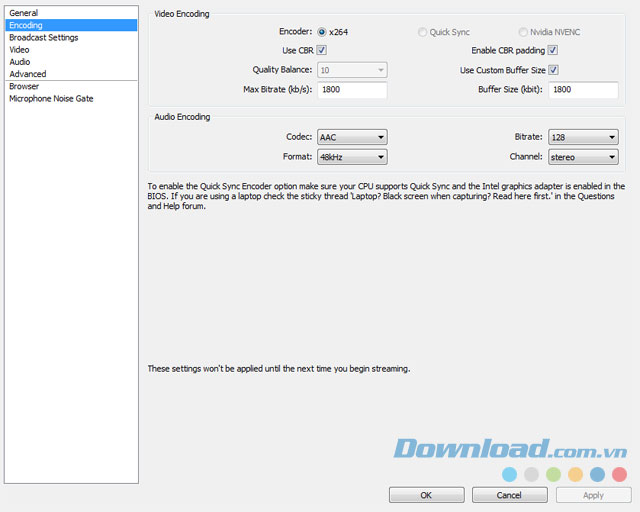 General
Encoding
Broadcast Settings
Video
Audio
Advanced
Browser
Microphone Noise Gate
Video Encoding
Encoder: x264 Quick Sync Nvidia NVENC
Use CBR Enable CBR padding
Quality Balance: 10 Use Custom Buffer Size
Max Bitrate (kb/s): 1800 Buffer Size (kbit): 1800
Audio Encoding
Codec: AAC Bitrate: 128
Format: 48kHz Channel: stereo
To enable the Quick Sync Encoder option make sure your CPU supports Quick Sync and the Intel graphics adapter is enabled in the
BIOS. If you are using a laptop check the sticky thread 'Laptop? Black screen when capturing? Read here first.' in the Questions
and Help forum.
These settings won't be applied until the next time you begin streaming.
Download.com.vn
OK Cancel Apply